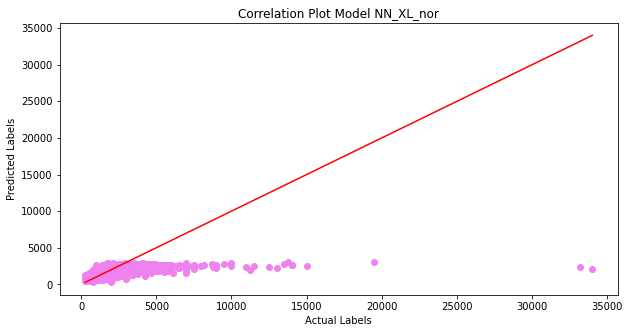 Correlation Plot Model NN_XL_nor
35000
30000
25000
20000
15000
10000
5000
0
Predicted Labels
0 5000 10000 15000 20000 25000 30000 35000
Actual Labels